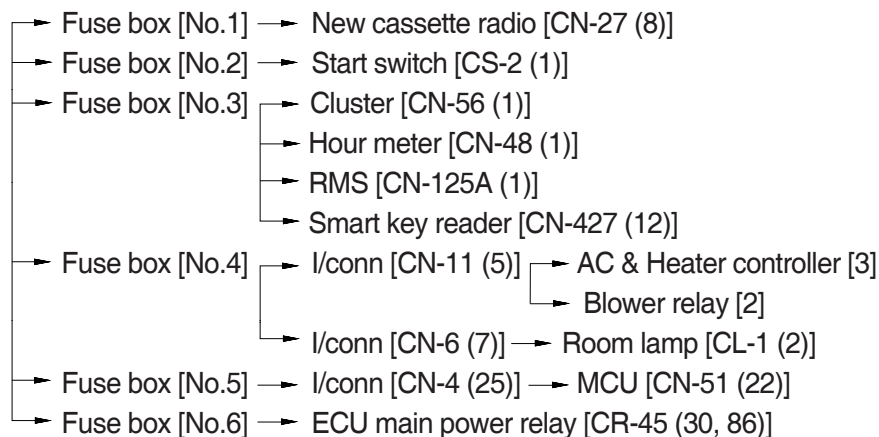 Fuse box [No.1] New cassette radio [CN-27 (8)]
Fuse box [No.2] Start switch [CS-2 (1)]
Fuse box [No.3] Cluster [CN-56 (1)]
Hour meter [CN-48 (1)]
RMS [CN-125A (1)]
Smart key reader [CN-427 (12)]
Fuse box [No.4] I/conn [CN-11 (5)] AC & Heater controller [3]
Blower relay [2]
I/conn [CN-6 (7)] Room lamp [CL-1 (2)]
Fuse box [No.5] I/conn [CN-4 (25)] MCU [CN-51 (22)]
Fuse box [No.6] ECU main power relay [CR-45 (30, 86)]